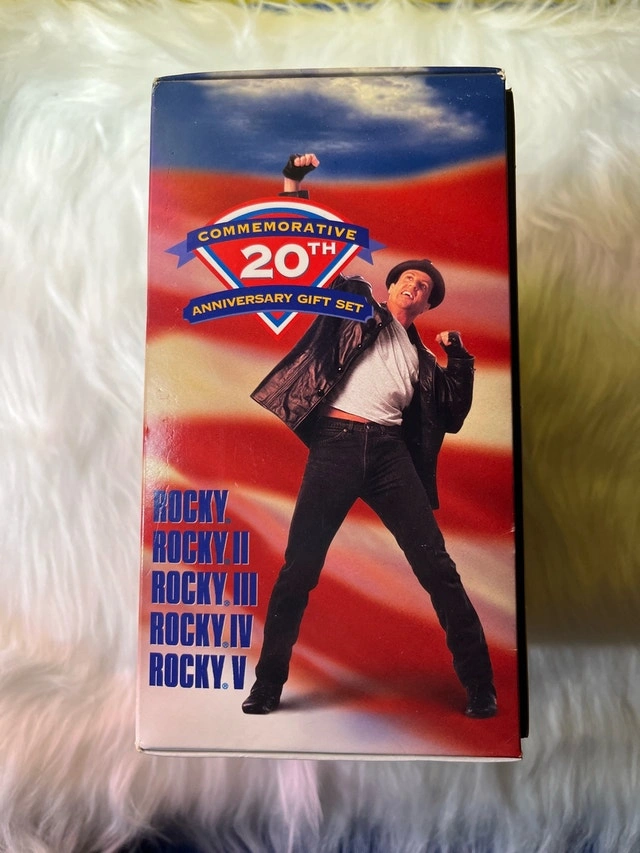 COMMEMORATIVE
20TH
ANNIVERSARY GIFT SET
ROCKY®
ROCKY II
ROCKY® III
ROCKY® IV
ROCKY® V